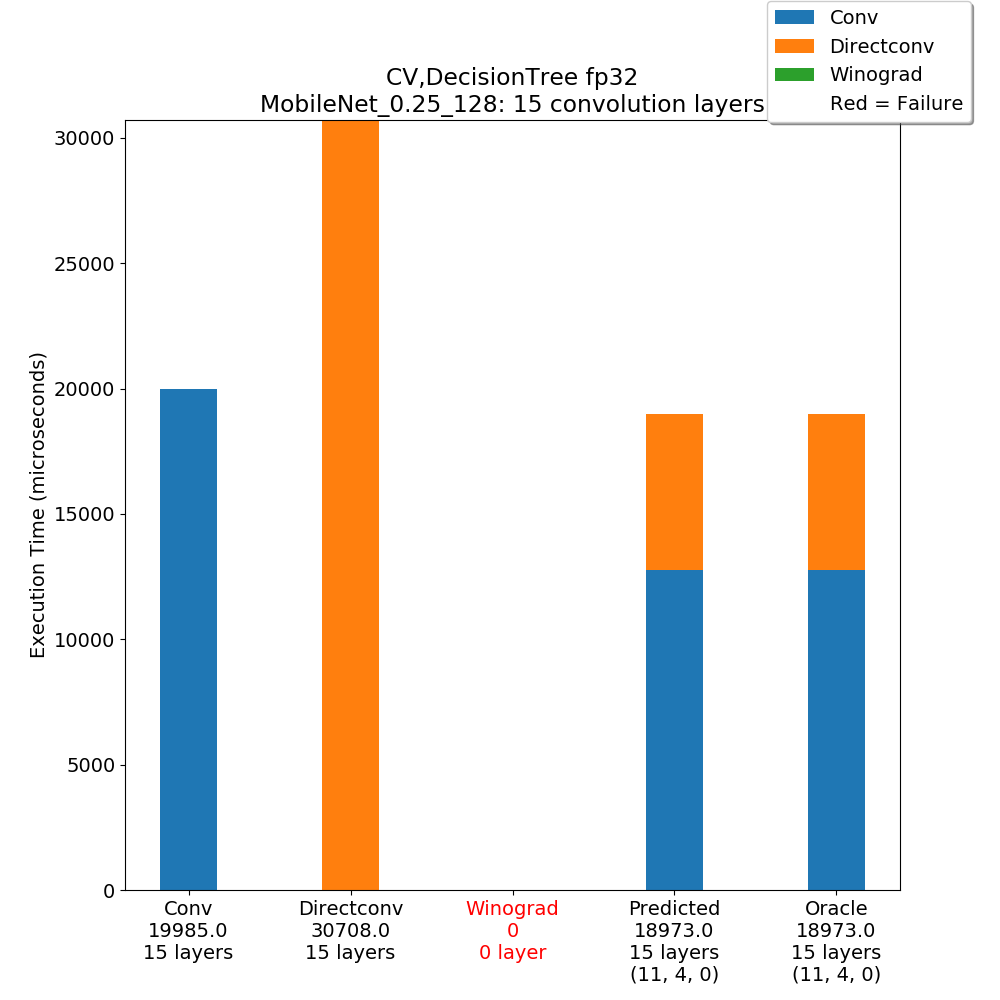 Conv
Directconv
Winograd
Red = Failure
CV,DecisionTree fp32
MobileNet_0.25_128: 15 convolution layers
Execution Time (microseconds)
30000
25000
20000
15000
10000
5000
0
Conv
19985.0
15 layers
Directconv
30708.0
15 layers
Winograd
0
0 layer
Predicted
18973.0
15 layers
(11, 4, 0)
Oracle
18973.0
15 layers
(11, 4, 0)